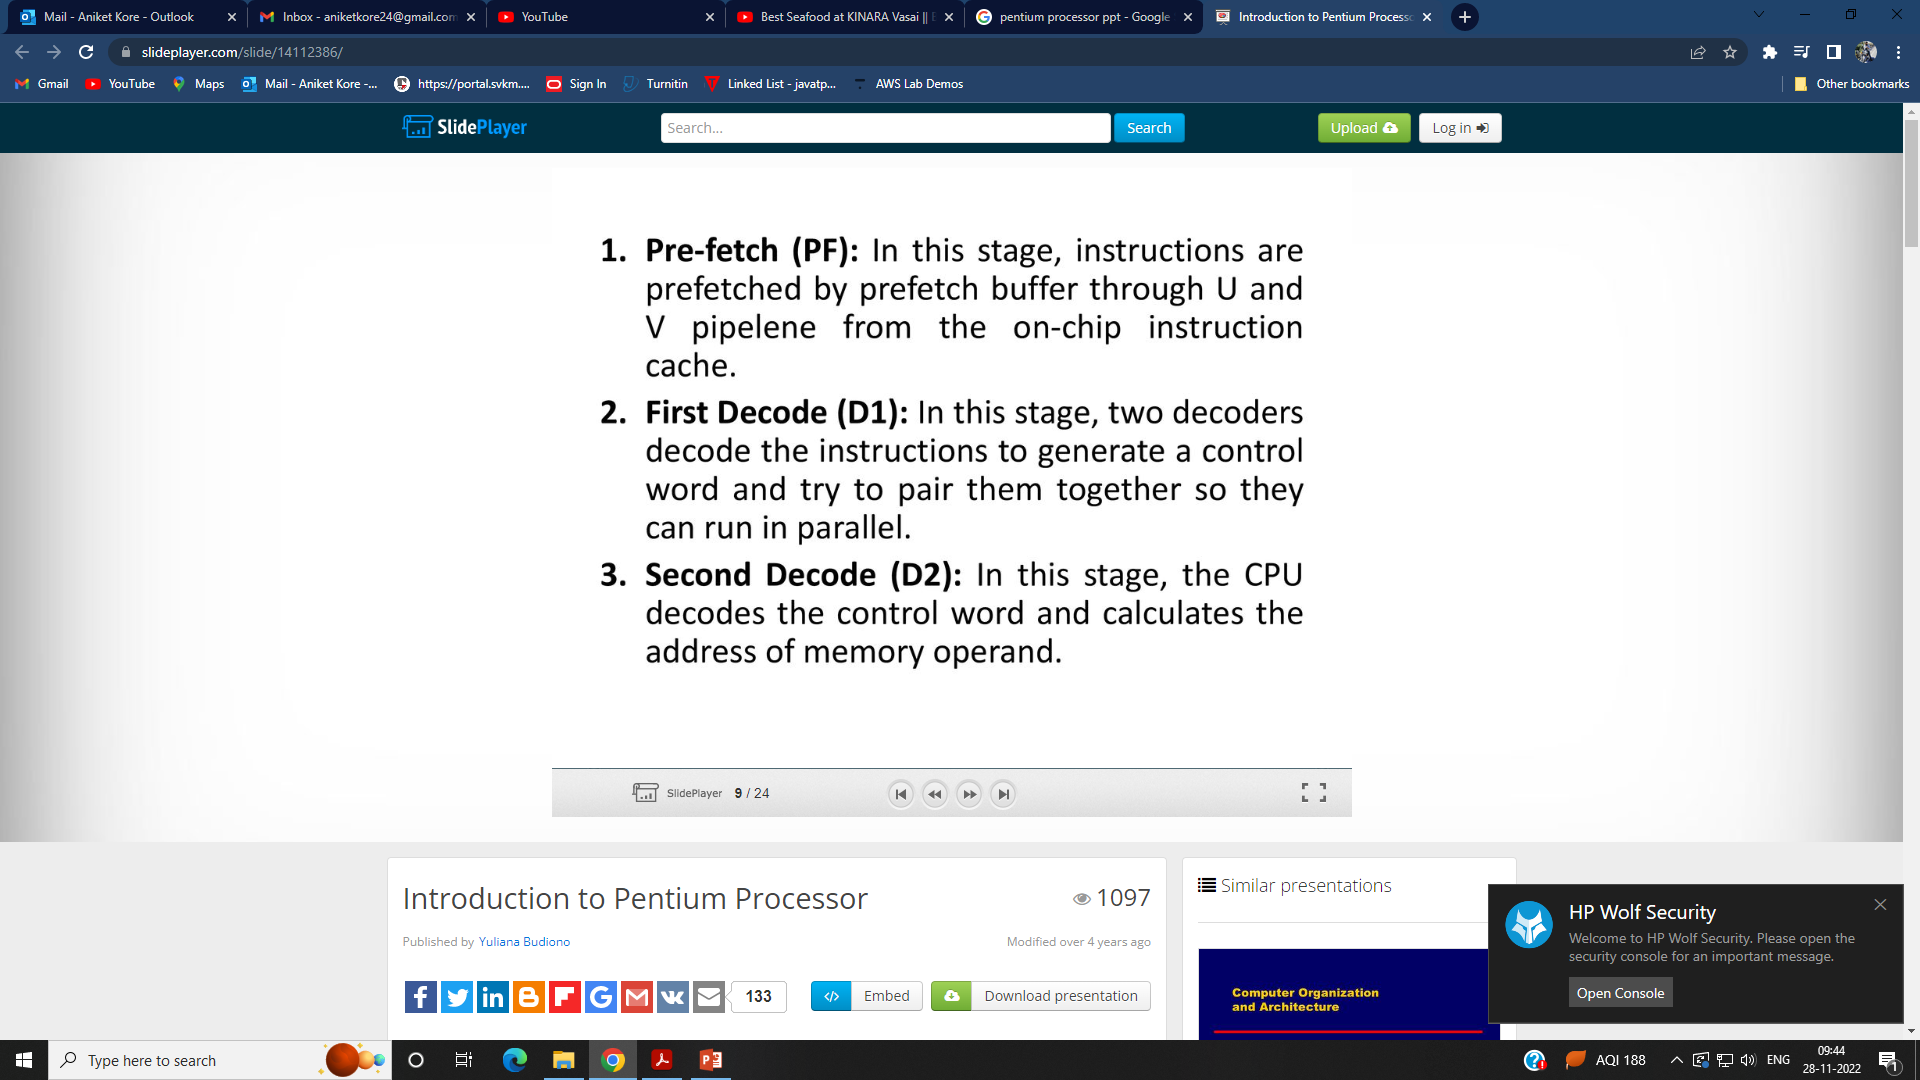 Mail - Aniket Kore - Outlook
Inbox - aniketkore24@gmail.com
YouTube
Best Seafood at KINARA Vasai ||
pentium processor ppt - Google
Introduction to Pentium Process
slideplayer.com/slide/14112386/
Gmail
YouTube
Maps
Mail - Aniket Kore -...
https://portal.svkm....
Sign In
Turnitin
Linked List - javatp...
AWS Lab Demos
Other bookmarks
SlidePlayer
Search...
Search
Upload
Log in
1. Pre-fetch (PF): In this stage, instructions are
prefetched by prefetch buffer through U and
V pipelene from the on-chip instruction
cache.
2. First Decode (D1): In this stage, two decoders
decode the instructions to generate a control
word and try to pair them together so they
can run in parallel.
3. Second Decode (D2): In this stage, the CPU
decodes the control word and calculates the
address of memory operand.
SlidePlayer 9 / 24
Introduction to Pentium Processor
1097
Published by Yuliana Budiono
Modified over 4 years ago
133
Embed
Download presentation
Similar presentations
Computer Organization
and Architecture
HP Wolf Security
Welcome to HP Wolf Security. Please open the
security console for an important message.
Open Console
Type here to search
AQI 188
ENG
09:44
28-11-2022
1